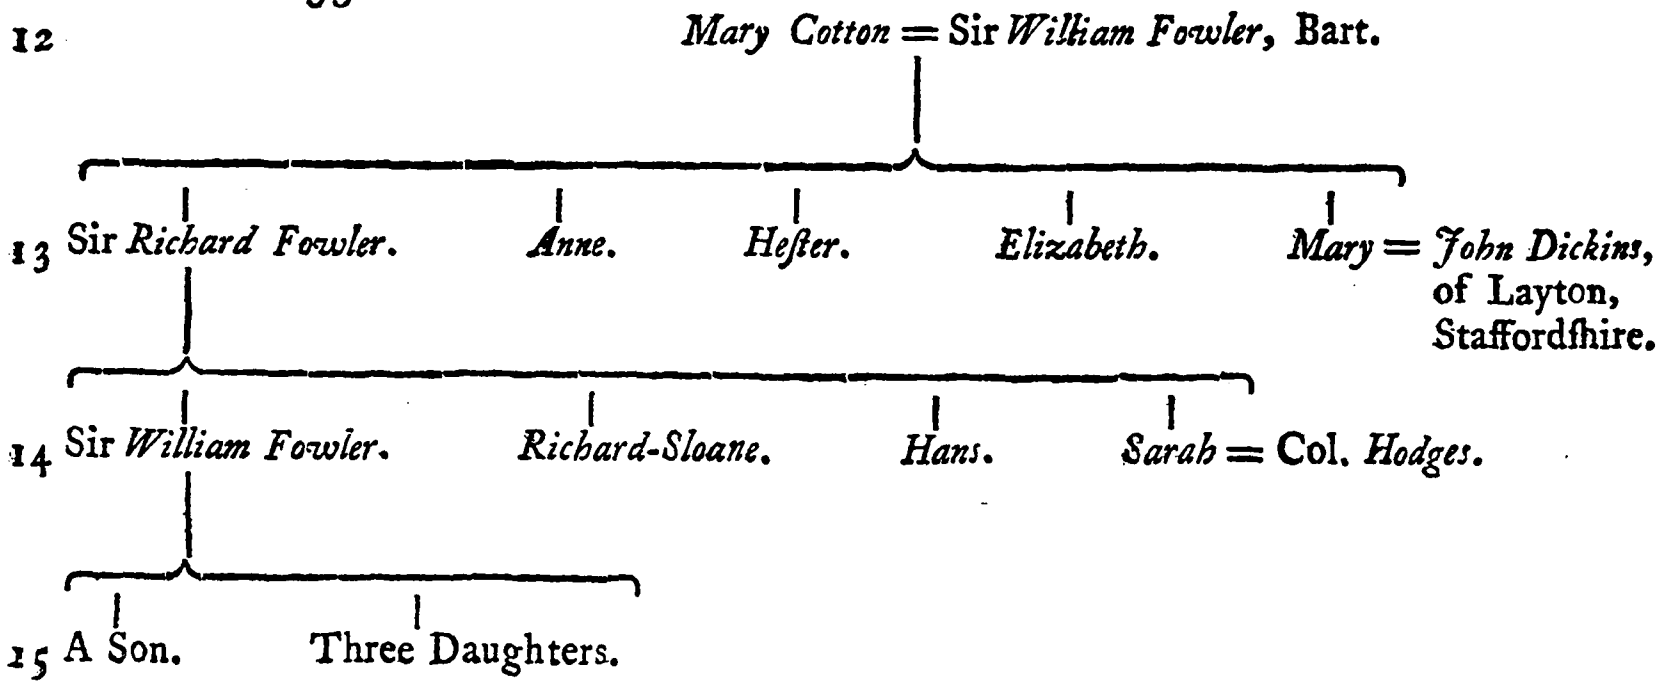 12 Mary Cotton = Sir William Fowler, Bart.
13 Sir Richard Fowler. Anne. Heſter. Elizabeth. Mary = John Dickins,
of Layton,
Staffordſhire.
14 Sir William Fowler. Richard-Sloane. Hans. Sarah = Col. Hodges.
15 A Son. Three Daughters.